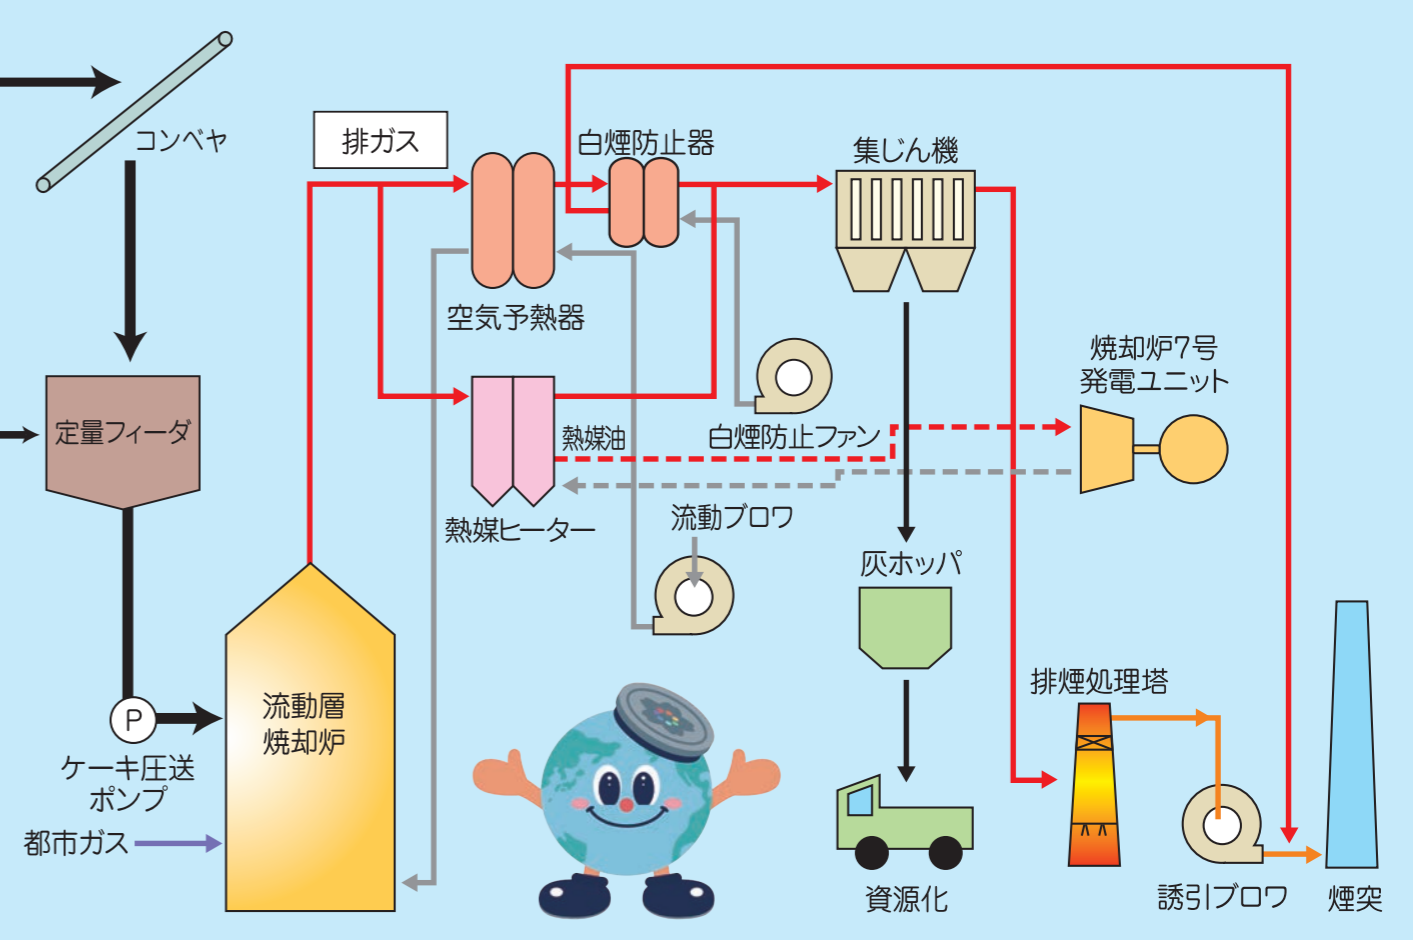 コンベヤ
排ガス
白煙防止器
集じん機
空気予熱器
焼却炉7号
発電ユニット
定量フィーダ
熱媒油
白煙防止ファン
熱媒ヒーター
流動ブロワ
灰ホッパ
排煙処理塔
流動層
焼却炉
P
ケーキ圧送
ポンプ
都市ガス
資源化
誘引ブロワ
煙突